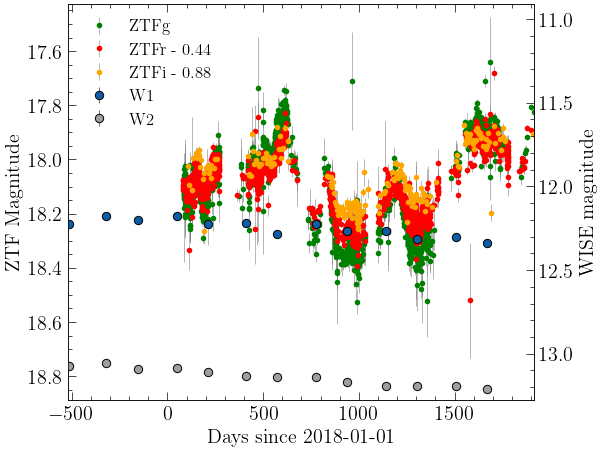 ZTFg
ZTFr - 0.44
ZTFi - 0.88
W1
W2
17.6
17.8
18.0
18.2
18.4
18.6
18.8
ZTF Magnitude
11.0
11.5
12.0
12.5
13.0
WISE magnitude
−500
0
500
1000
1500
Days since 2018-01-01